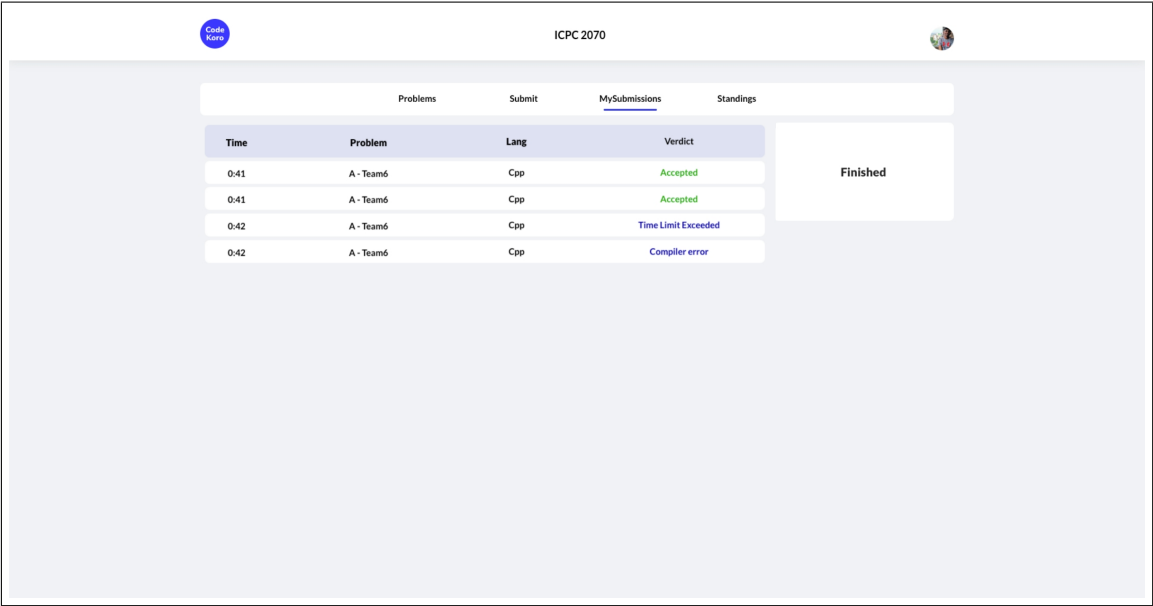 Code
Koro
ICPC 2070
Problems Submit MySubmissions Standings
Time Problem Lang Verdict
0:41 A - Team6 Cpp Accepted
0:41 A - Team6 Cpp Accepted
0:42 A - Team6 Cpp Time Limit Exceeded
0:42 A - Team6 Cpp Compiler error
Finished